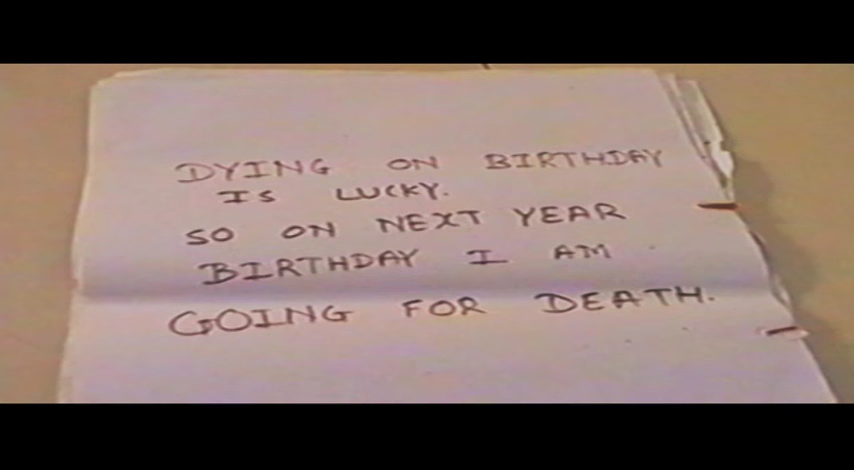 DYING ON BIRTHDAY
IS LUCKY.
SO ON NEXT YEAR
BIRTHDAY I AM
GOING FOR DEATH.